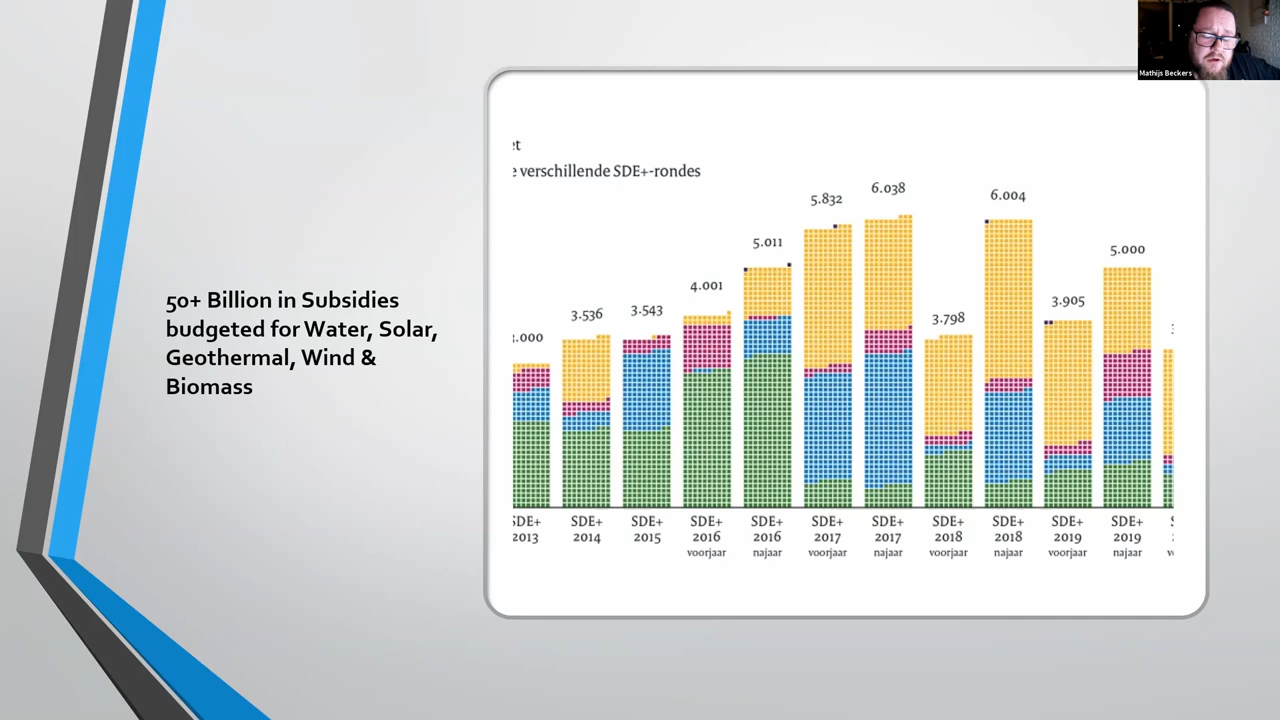 Mathijs Beckers
et
e verschillende SDE+-rondes
50+ Billion in Subsidies
budgeted for Water, Solar,
Geothermal, Wind &
Biomass
.000
3.536
3.543
4.001
5.011
5.832
6.038
3.798
6.004
3.905
5.000
SDE+ 2013
SDE+ 2014
SDE+ 2015
SDE+ 2016 voorjaar
SDE+ 2016 najaar
SDE+ 2017 voorjaar
SDE+ 2017 najaar
SDE+ 2018 voorjaar
SDE+ 2018 najaar
SDE+ 2019 voorjaar
SDE+ 2019 najaar